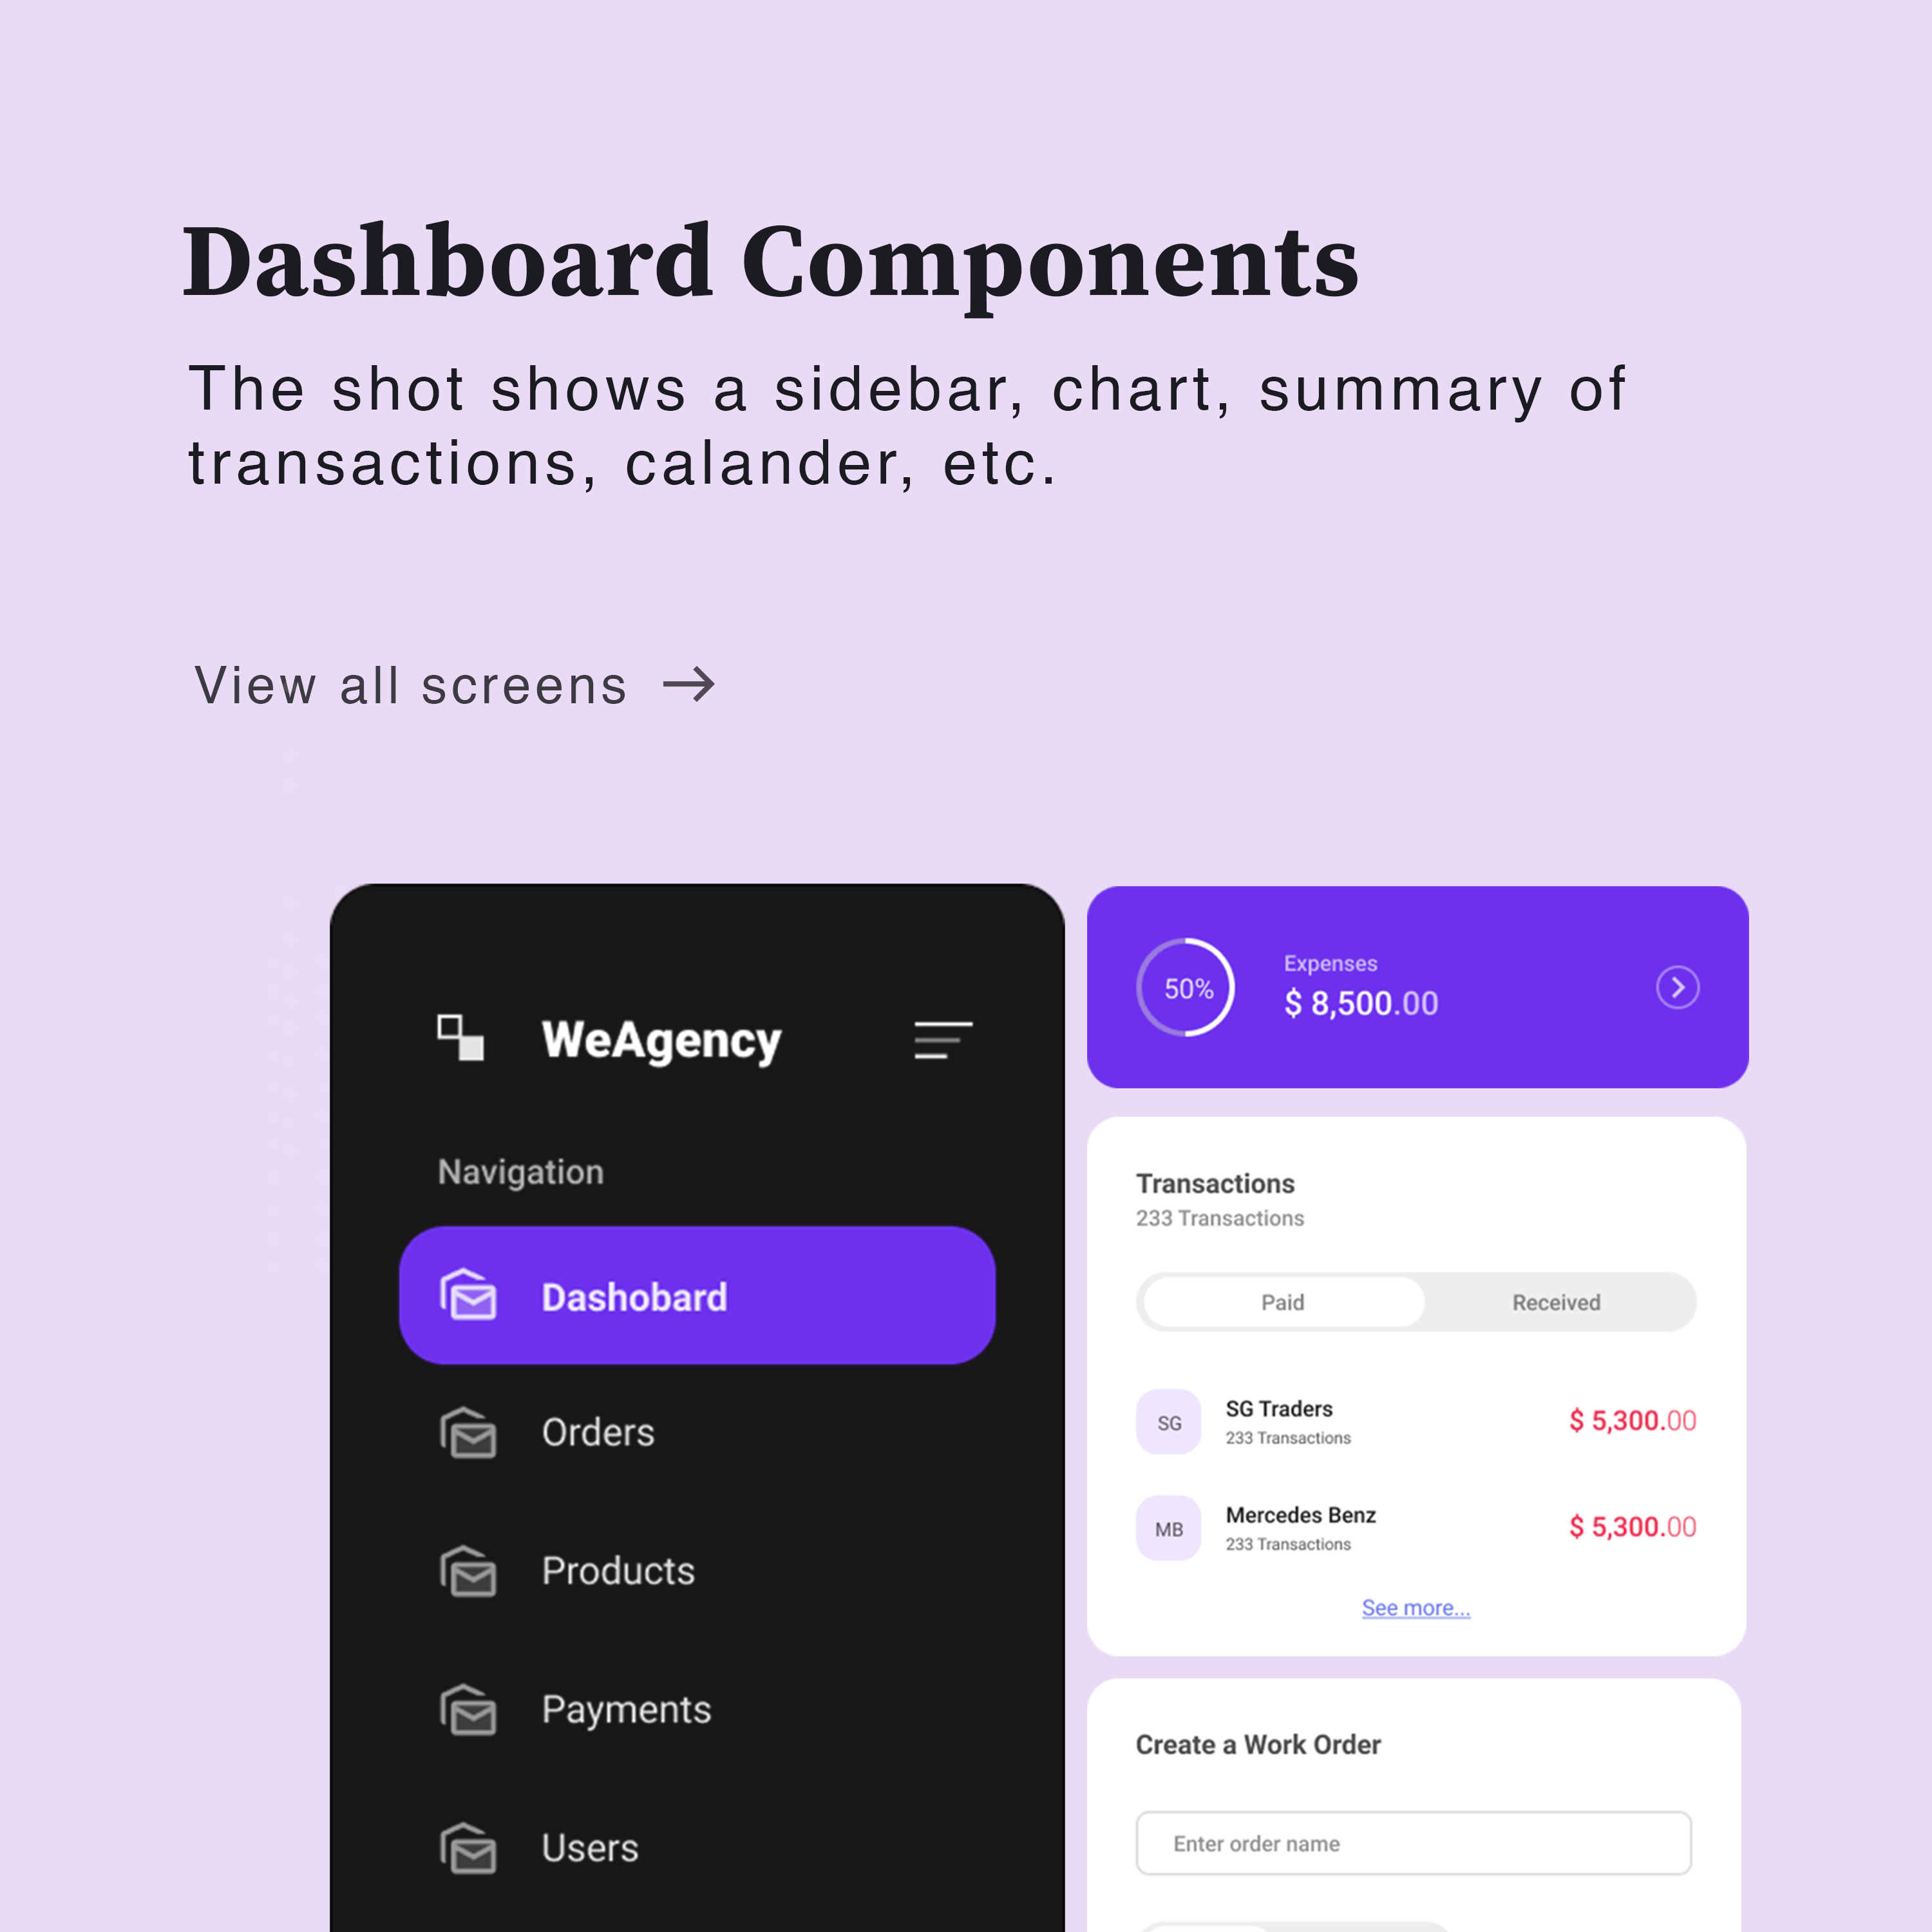 Dashboard Components
The shot shows a sidebar, chart, summary of
transactions, calander, etc.
View all screens →
WeAgency
Navigation
Dashobard
Orders
Products
Payments
Users
50%
Expenses
$ 8,500.00
Transactions
233 Transactions
Paid
Received
SG
SG Traders
233 Transactions
$ 5,300.00
MB
Mercedes Benz
233 Transactions
$ 5,300.00
See more...
Create a Work Order
Enter order name